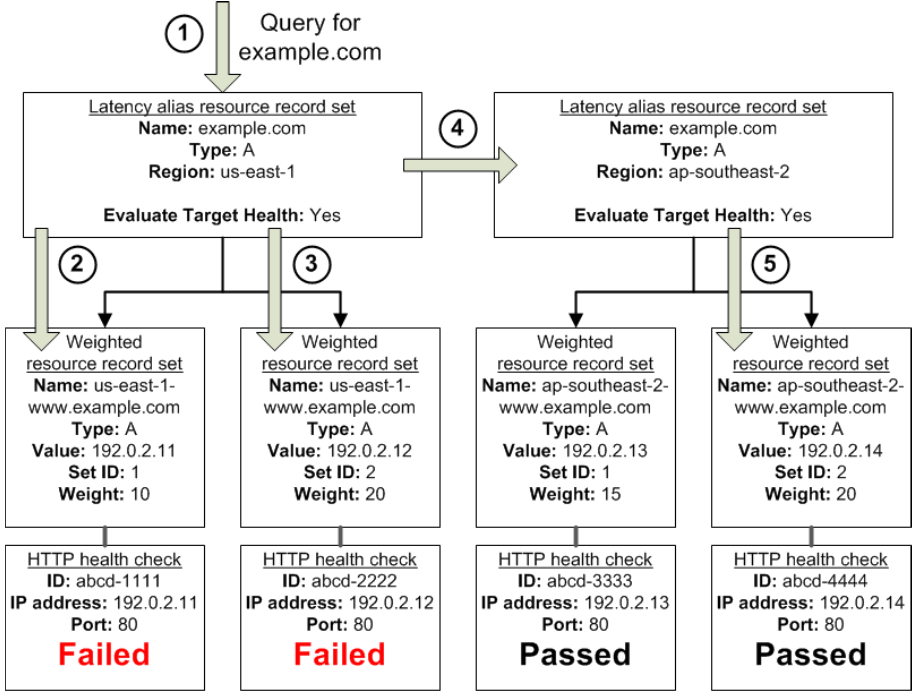 1
Query for
example.com
Latency alias resource record set
Name: example.com
Type: A
Region: us-east-1
Evaluate Target Health: Yes
4
Latency alias resource record set
Name: example.com
Type: A
Region: ap-southeast-2
Evaluate Target Health: Yes
2
3
5
Weighted
resource record set
Name: us-east-1-
www.example.com
Type: A
Value: 192.0.2.11
Set ID: 1
Weight: 10
Weighted
resource record set
Name: us-east-1-
www.example.com
Type: A
Value: 192.0.2.12
Set ID: 2
Weight: 20
Weighted
resource record set
Name: ap-southeast-2-
www.example.com
Type: A
Value: 192.0.2.13
Set ID: 1
Weight: 15
Weighted
resource record set
Name: ap-southeast-2-
www.example.com
Type: A
Value: 192.0.2.14
Set ID: 2
Weight: 20
HTTP health check
ID: abcd-1111
IP address: 192.0.2.11
Port: 80
Failed
HTTP health check
ID: abcd-2222
IP address: 192.0.2.12
Port: 80
Failed
HTTP health check
ID: abcd-3333
IP address: 192.0.2.13
Port: 80
Passed
HTTP health check
ID: abcd-4444
IP address: 192.0.2.14
Port: 80
Passed